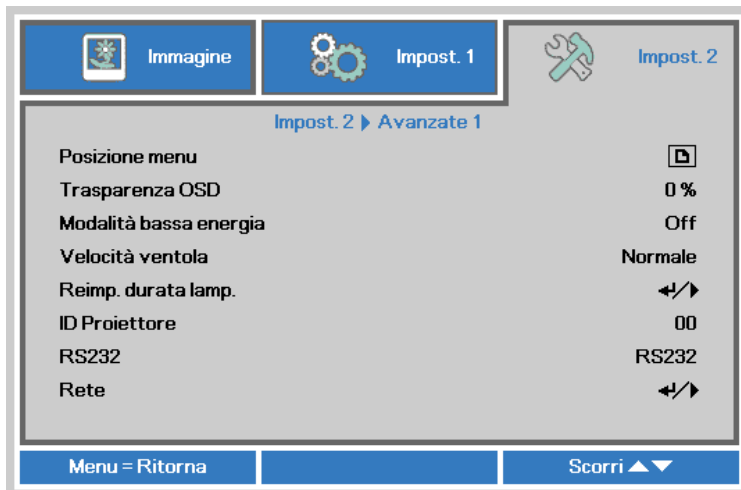 Immagine
Impost. 1
Impost. 2
Impost. 2 Avanzate 1
Posizione menu
Trasparenza OSD 0 %
Modalità bassa energia Off
Velocità ventola Normale
Reimp. durata lamp.
ID Proiettore 00
RS232 RS232
Rete
Menu = Ritorna
Scorri